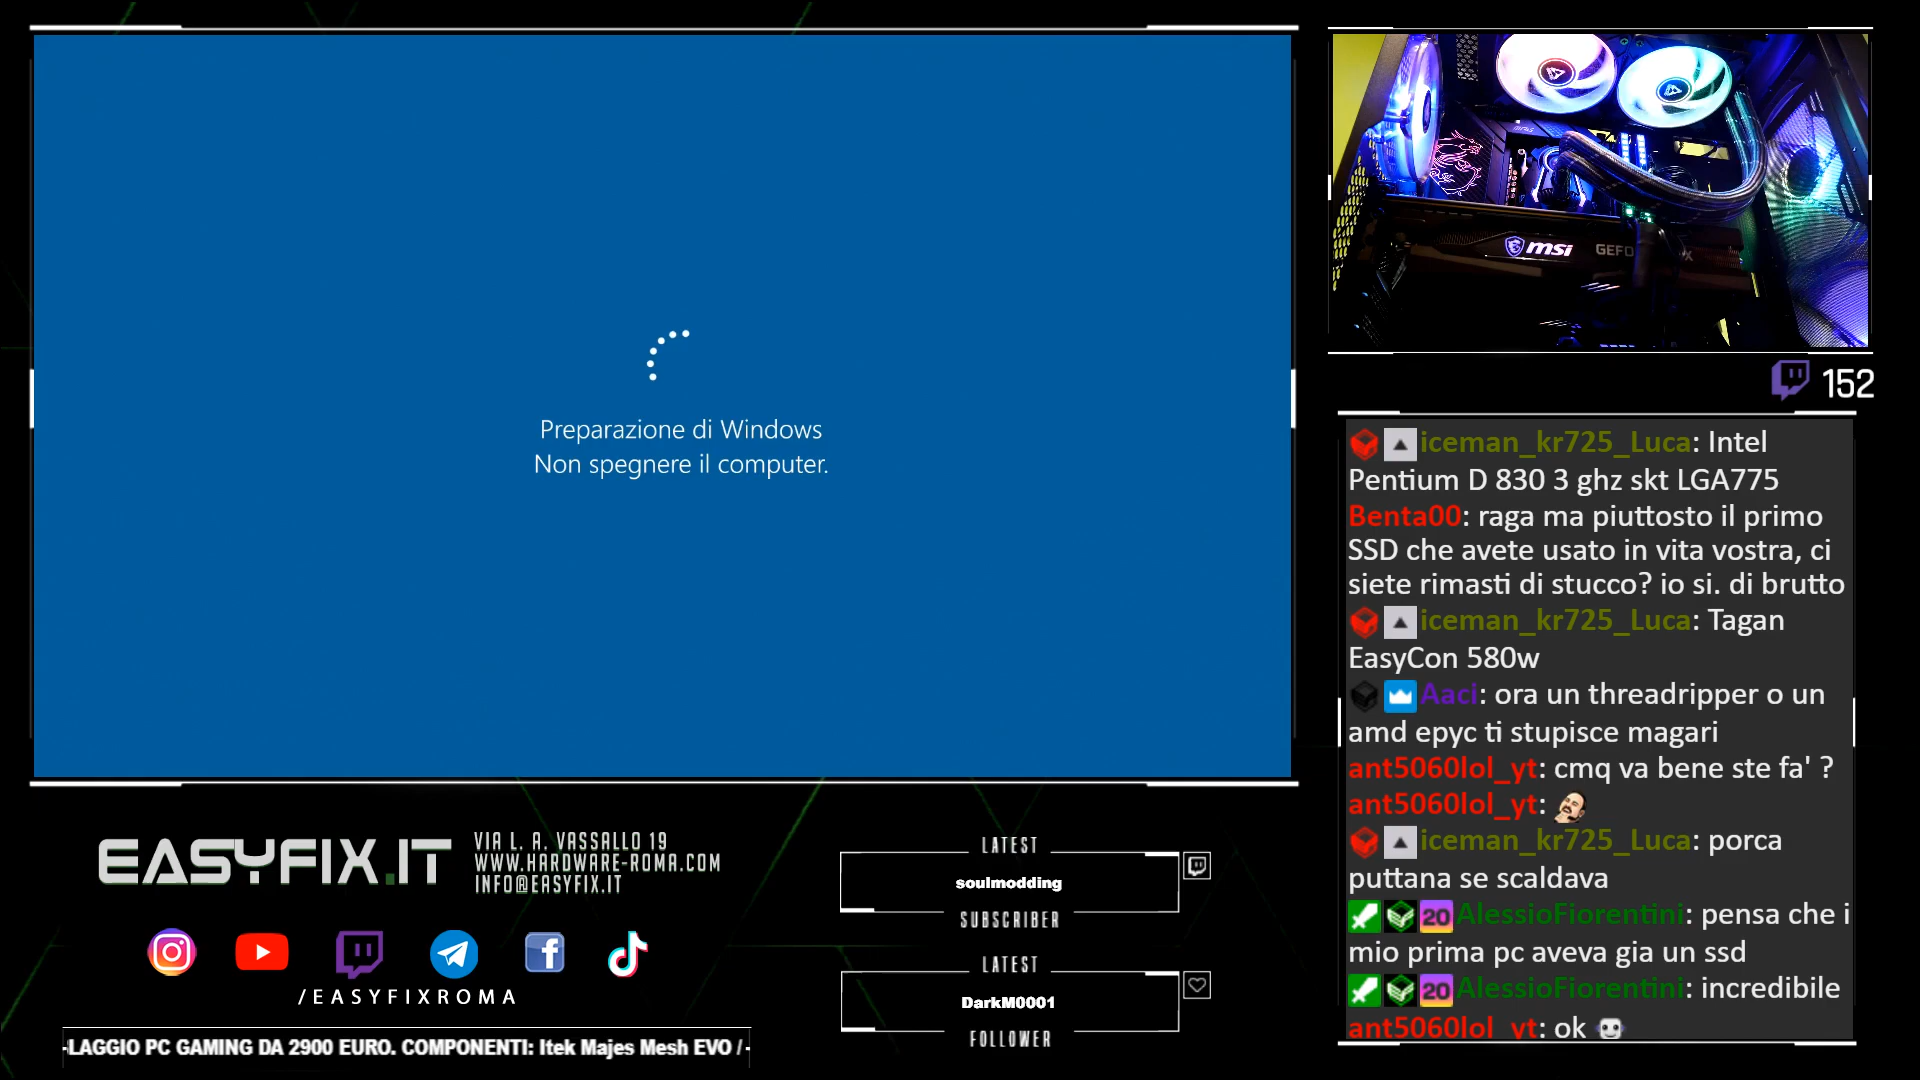 Preparazione di Windows
Non spegnere il computer.
msi
152
iceman_kr725_Luca: Intel
Pentium D 830 3 ghz skt LGA775
Benta00: raga ma piuttosto il primo
SSD che avete usato in vita vostra, ci
siete rimasti di stucco? io si. di brutto
iceman_kr725_Luca: Tagan
EasyCon 580w
Aaci: ora un threadripper o un
amd epyc ti stupisce magari
ant5060lol_yt: cmq va bene ste fa' ?
ant5060lol_yt:
iceman_kr725_Luca: porca
puttana se scaldava
20 AlessioFiorentini: pensa che i
mio prima pc aveva gia un ssd
20 AlessioFiorentini: incredibile
ant5060lol_yt: ok
EASYFIX.IT
VIA L. A. VASSALLO 19
WWW.HARDWARE-ROMA.COM
INFO@EASYFIX.IT
/EASYFIXROMA
-LAGGIO PC GAMING DA 2900 EURO. COMPONENTI: Itek Majes Mesh EVO / -
LATEST
soulmodding
SUBSCRIBER
LATEST
DarkM0001
FOLLOWER